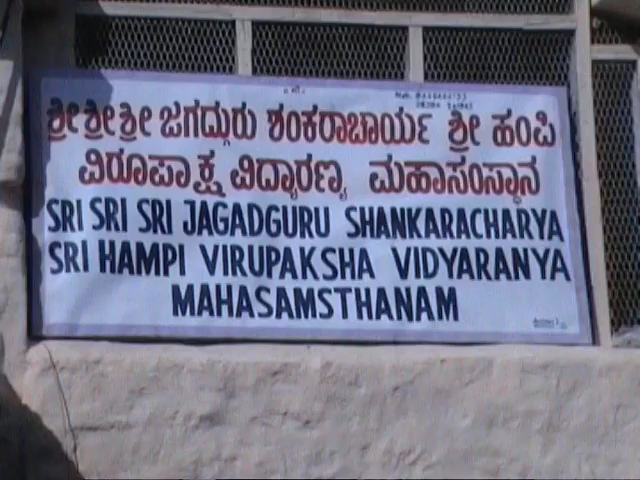 ಶ್ರೀ ಶ್ರೀ ಶ್ರೀ ಜಗದ್ಗುರು ಶಂಕರಾಚಾರ್ಯ ಶ್ರೀ ಹಂಪಿ
ವಿರೂಪಾಕ್ಷ ವಿದ್ಯಾರಣ್ಯ ಮಹಾಸಂಸ್ಥಾನ
SRI SRI SRI JAGADGURU SHANKARACHARYA
SRI HAMPI VIRUPAKSHA VIDYARANYA
MAHASAMSTHANAM